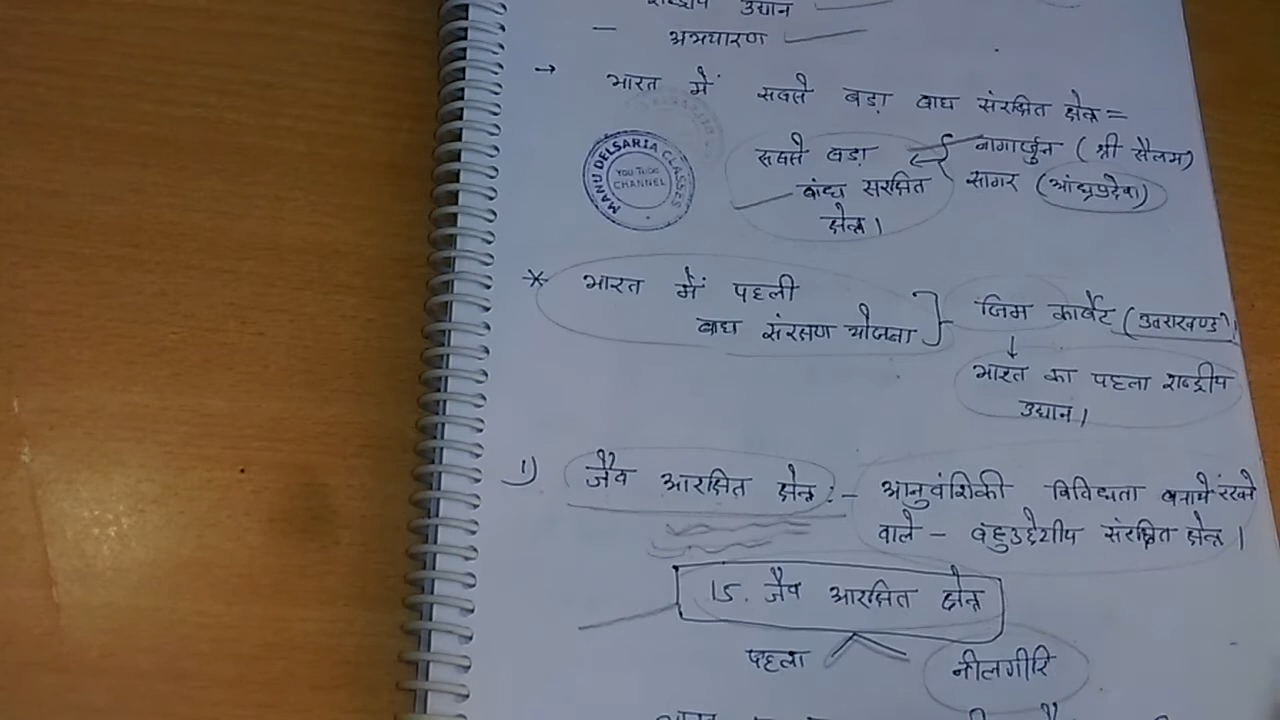 राष्ट्रीय उद्यान
— अभयारण
→ भारत में सबसे बड़ा बाघ संरक्षित क्षेत्र =
सबसे बडा
बाघ सरक्षित
क्षेत्र।
नागार्जुन (श्री सैलम)
सागर (आंध्रप्रदेश)
MANU DELSARIA CLASSES
YOU TUBE
CHANNEL
* भारत में पहली
बाघ संरक्षण योजना
जिम कार्बेट (उत्तराखण्ड)
↓
भारत का पहला राष्ट्रीय
उद्यान।
1) जैव आरक्षित क्षेत्र :- आनुवंशिकी विविधता बनाये रखने
वाले - बहुउद्देशीय संरक्षित क्षेत्र।
15. जैव आरक्षित क्षेत्र
पहला
नीलगीरि